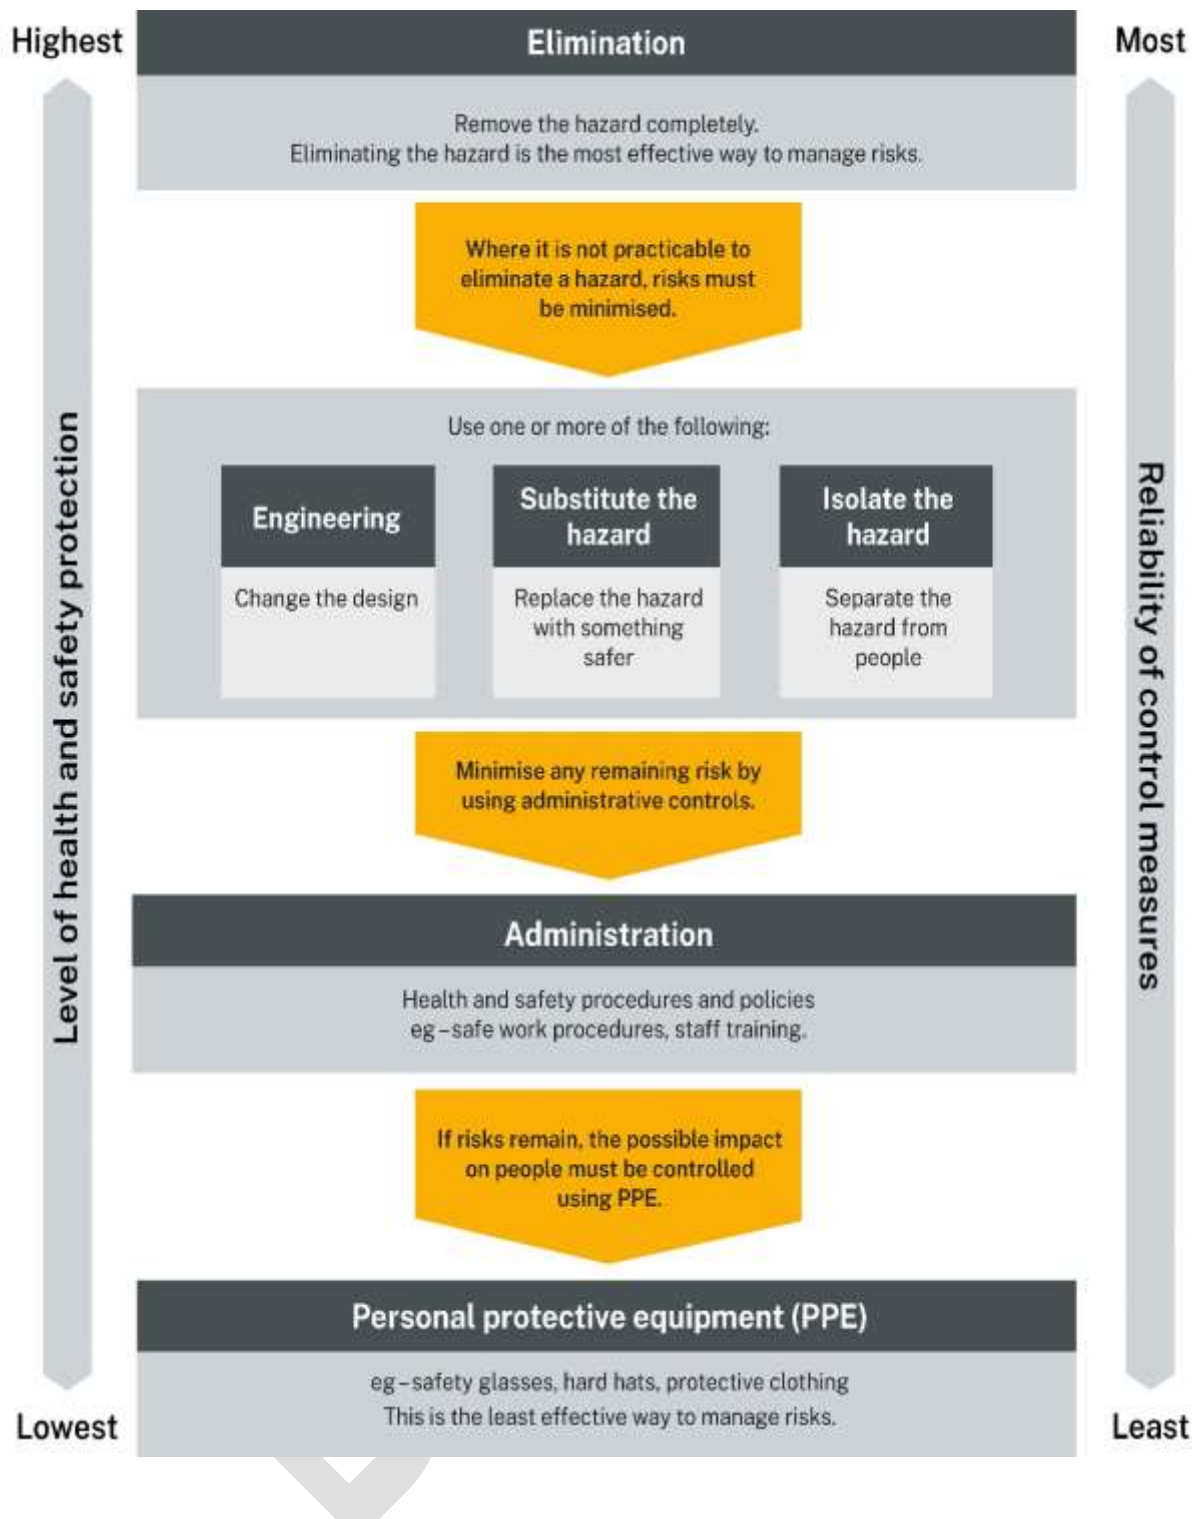 Highest
Most
Elimination
Remove the hazard completely.
Eliminating the hazard is the most effective way to manage risks.
Where it is not practicable to
eliminate a hazard, risks must
be minimised.
Level of health and safety protection
Reliability of control measures
Use one or more of the following:
Engineering
Change the design
Substitute the
hazard
Replace the hazard
with something
safer
Isolate the
hazard
Separate the
hazard from
people
Minimise any remaining risk by
using administrative controls.
Administration
Health and safety procedures and policies
eg – safe work procedures, staff training.
If risks remain, the possible impact
on people must be controlled
using PPE.
Personal protective equipment (PPE)
eg – safety glasses, hard hats, protective clothing
This is the least effective way to manage risks.
Lowest
Least